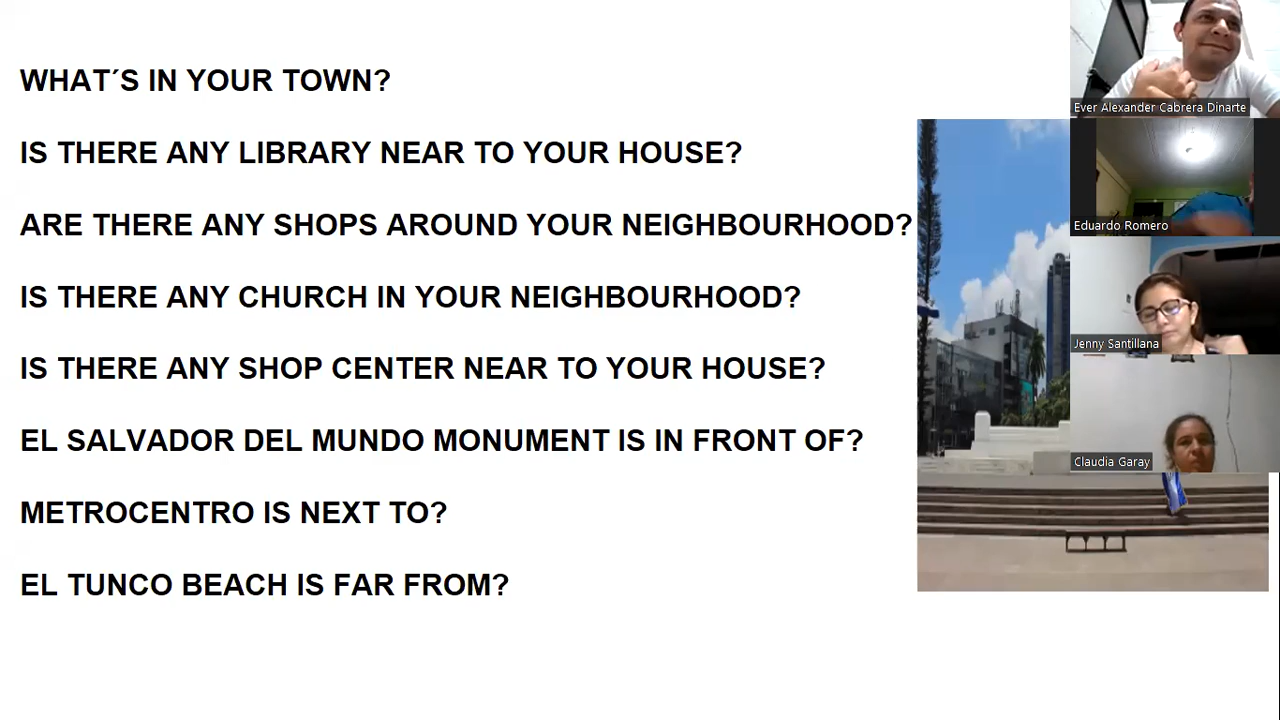 WHAT´S IN YOUR TOWN?
IS THERE ANY LIBRARY NEAR TO YOUR HOUSE?
ARE THERE ANY SHOPS AROUND YOUR NEIGHBOURHOOD?
IS THERE ANY CHURCH IN YOUR NEIGHBOURHOOD?
IS THERE ANY SHOP CENTER NEAR TO YOUR HOUSE?
EL SALVADOR DEL MUNDO MONUMENT IS IN FRONT OF?
METROCENTRO IS NEXT TO?
EL TUNCO BEACH IS FAR FROM?
Ever Alexander Cabrera Dinarte
Eduardo Romero
Jenny Santillana
Claudia Garay